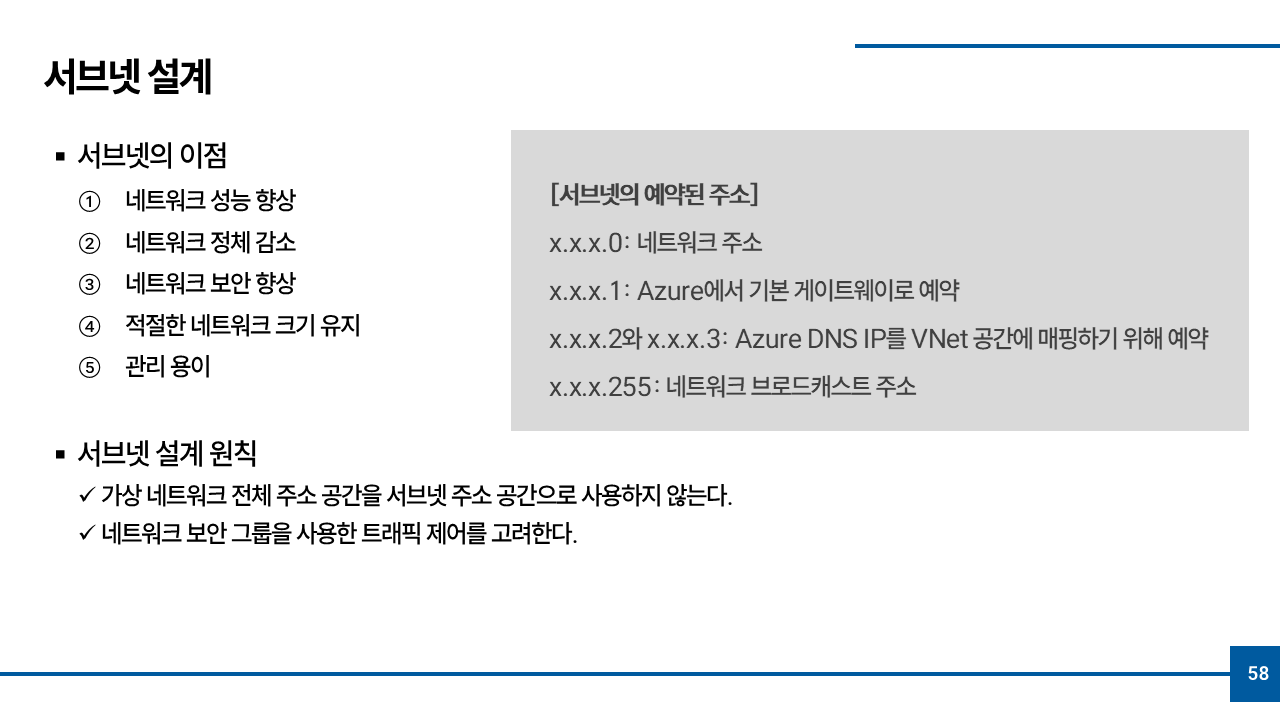 서브넷 설계
▪ 서브넷의 이점
① 네트워크 성능 향상
② 네트워크 정체 감소
③ 네트워크 보안 향상
④ 적절한 네트워크 크기 유지
⑤ 관리 용이
[서브넷의 예약된 주소]
x.x.x.0: 네트워크 주소
x.x.x.1: Azure에서 기본 게이트웨이로 예약
x.x.x.2와 x.x.x.3: Azure DNS IP를 VNet 공간에 매핑하기 위해 예약
x.x.x.255: 네트워크 브로드캐스트 주소
▪ 서브넷 설계 원칙
✓ 가상 네트워크 전체 주소 공간을 서브넷 주소 공간으로 사용하지 않는다.
✓ 네트워크 보안 그룹을 사용한 트래픽 제어를 고려한다.
58